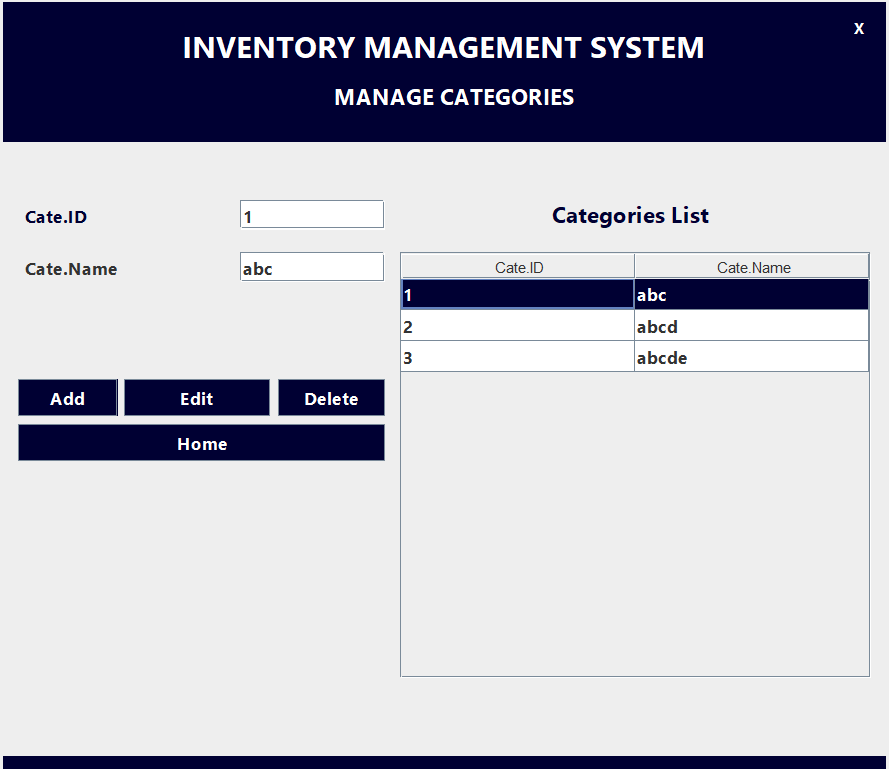 X
INVENTORY MANAGEMENT SYSTEM
MANAGE CATEGORIES
Cate.ID 1
Cate.Name abc
Add Edit Delete
Home
Categories List
Cate.ID Cate.Name
1 abc
2 abcd
3 abcde